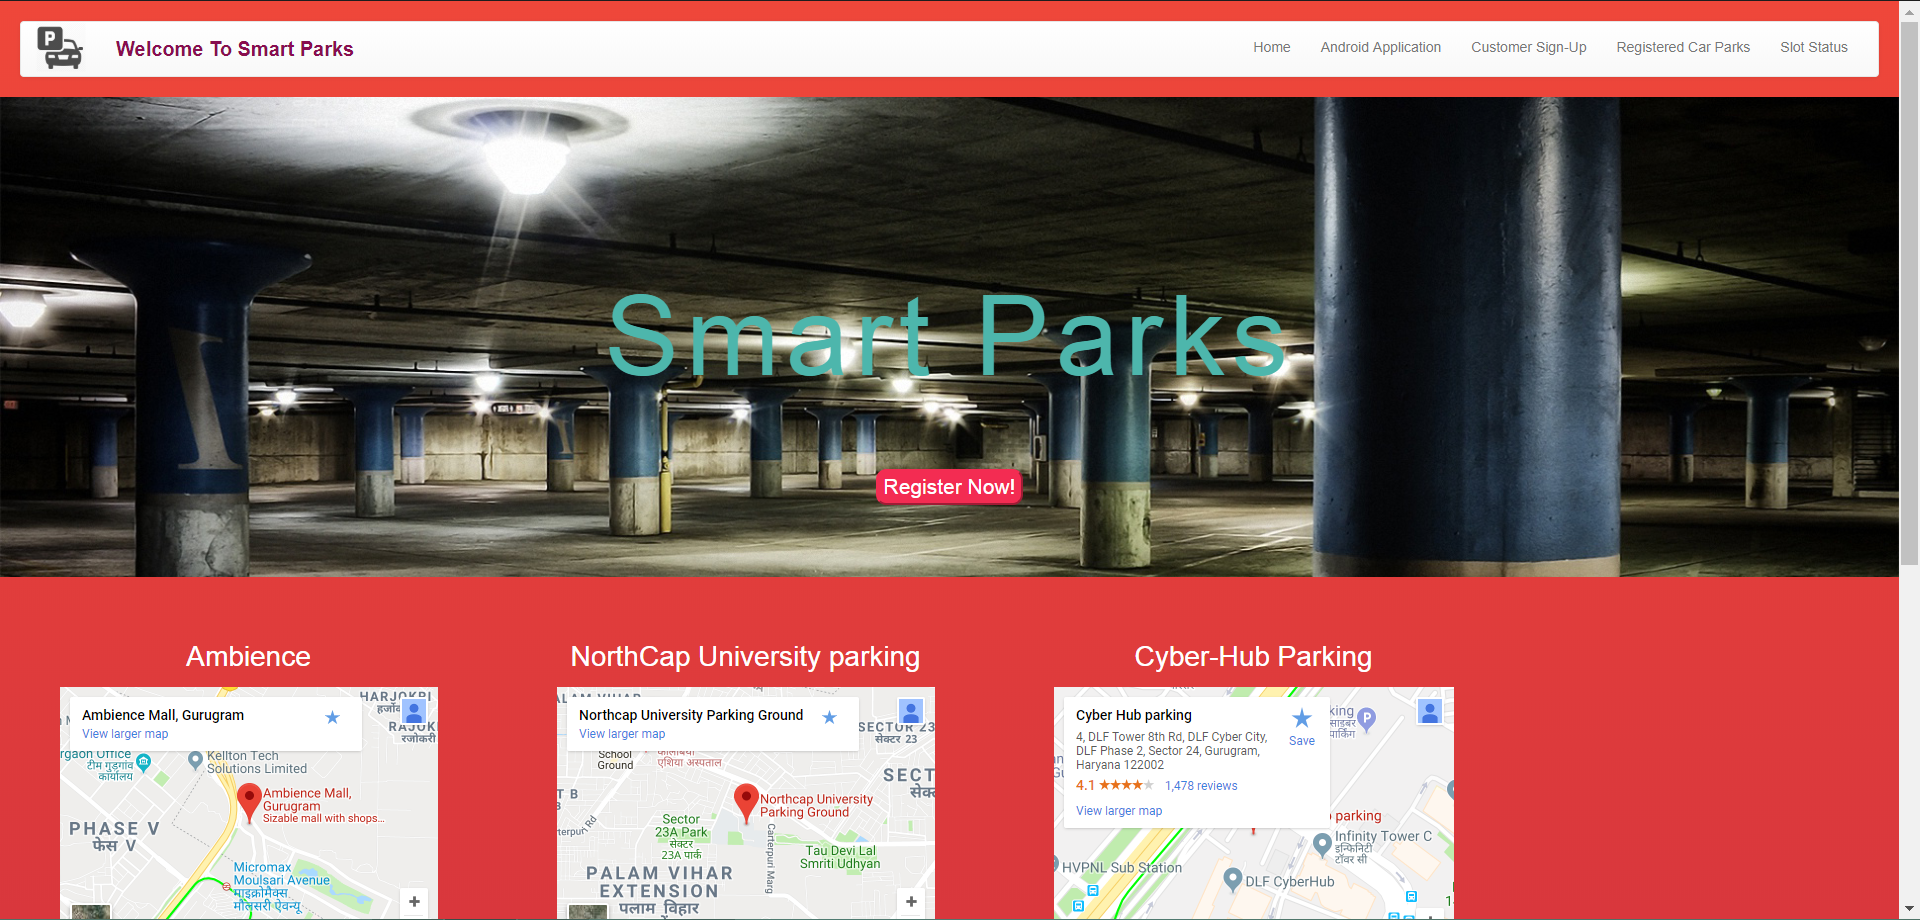 P
Welcome To Smart Parks
Home
Android Application
Customer Sign-Up
Registered Car Parks
Slot Status
Smart Parks
Register Now!
Ambience
NorthCap University parking
Cyber-Hub Parking
Ambience Mall, Gurugram
View larger map
HARJOKRI
RAJOKRI
रजोकरी
Kellton Tech
Solutions Limited
टीम गुड़गांव
कार्यालय
Ambience Mall,
Gurugram
Sizable mall with shops...
PHASE V
फेस V
Micromax
Moulsari Avenue
माइक्रोमैक्स
मौलसरी ऐवन्यू
+
Northcap University Parking Ground
View larger map
SECTOR 23
सेक्टर 23
School
Ground
एशिया अस्पताल
Northcap University
Parking Ground
Sector
23A Park
सेक्टर
23A पार्क
Carterpuri Marg
Tau Devi Lal
Smriti Udhyan
PALAM VIHAR
EXTENSION
पलाम विहार
+
Cyber Hub parking
4, DLF Tower 8th Rd, DLF Cyber City,
DLF Phase 2, Sector 24, Gurugram,
Haryana 122002
4.1
1,478 reviews
View larger map
Save
P
parking
Infinity Tower C
इन्फिनिटी
टॉवर सी
HVPNL Sub Station
DLF CyberHub